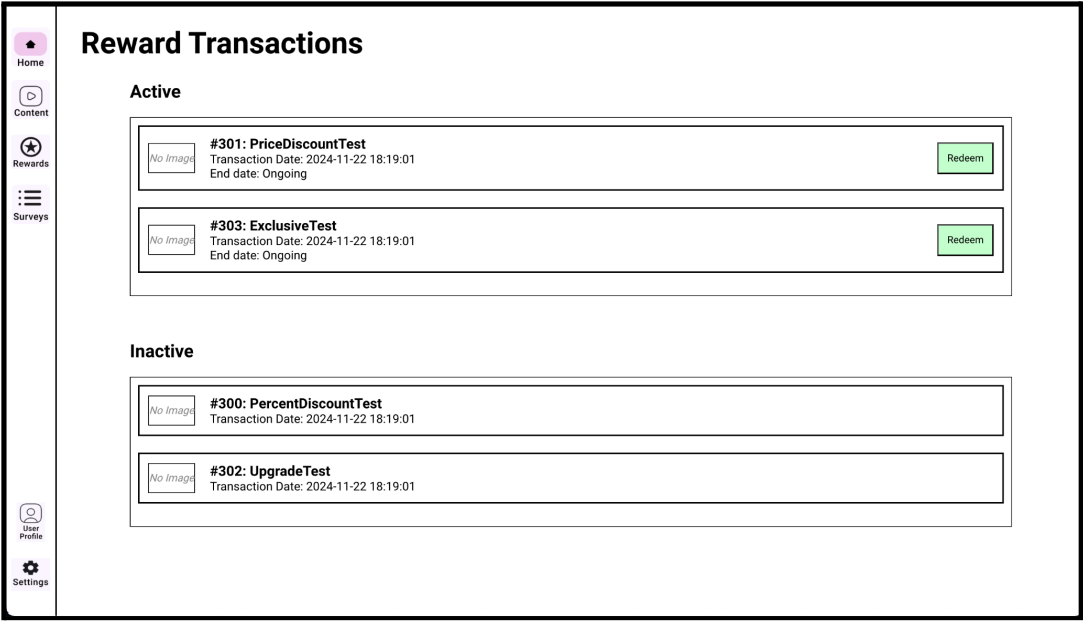 Home
Content
Rewards
Surveys
User
Profile
Settings
Reward Transactions
Active
No Image
#301: PriceDiscountTest
Transaction Date: 2024-11-22 18:19:01
End date: Ongoing
Redeem
No Image
#303: ExclusiveTest
Transaction Date: 2024-11-22 18:19:01
End date: Ongoing
Redeem
Inactive
No Image
#300: PercentDiscountTest
Transaction Date: 2024-11-22 18:19:01
No Image
#302: UpgradeTest
Transaction Date: 2024-11-22 18:19:01